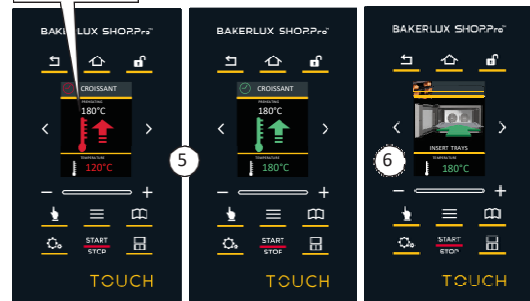 BAKERLUX SHOP.Pro™
CROISSANT
PREHEATING
180°C
TEMPERATURE
120°C
START
STOP
TOUCH
5
BAKERLUX SHOP.Pro™
CROISSANT
PREHEATING
180°C
TEMPERATURE
180°C
START
STOP
TOUCH
6
BAKERLUX SHOP.Pro™
INSERT TRAYS
TEMPERATURE
180°C
START
STOP
TOUCH